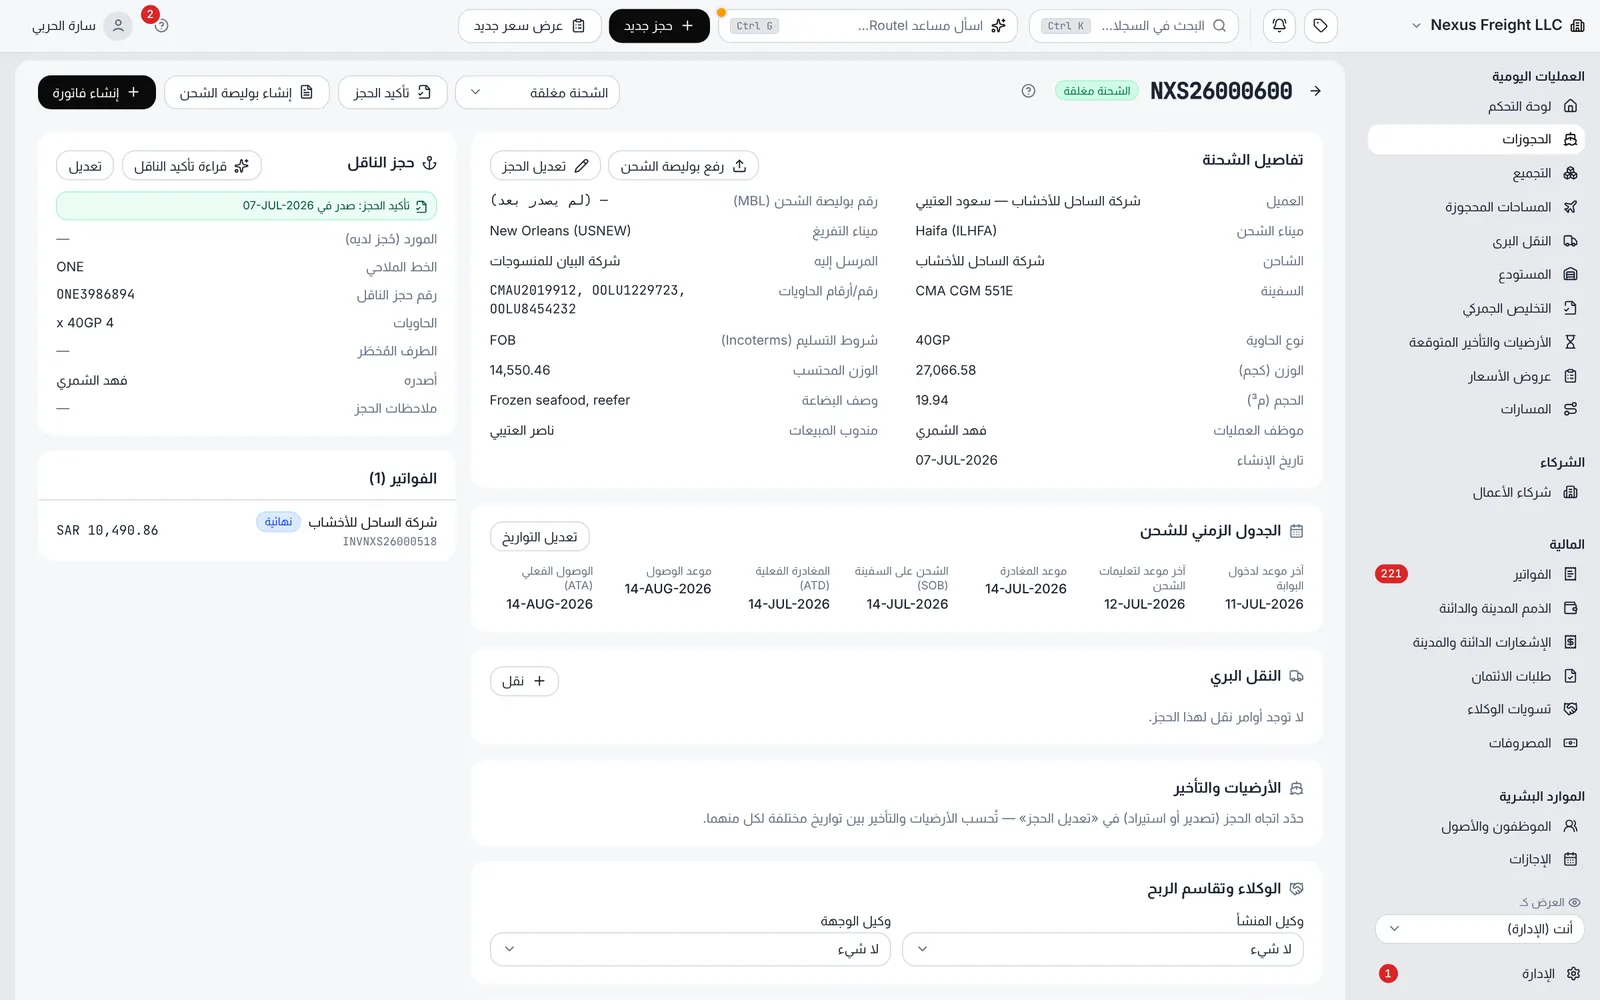 Nexus Freight LLC
البحث في السجلا...
Ctrl K
اسأل مساعد Routel...
Ctrl G
حجز جديد
عرض سعر جديد
2
سارة الحربي
العمليات اليومية
لوحة التحكم
الحجوزات
التجميع
المساحات المحجوزة
النقل البري
المستودع
التخليص الجمركي
الأرضيات والتأخير المتوقعة
عروض الأسعار
المسارات
الشركاء
شركاء الأعمال
المالية
الفواتير
221
الذمم المدينة والدائنة
الإشعارات الدائنة والمدينة
طلبات الائتمان
تسويات الوكلاء
المصروفات
الموارد البشرية
الموظفون والأصول
الإجازات
العرض كـ
أنت (الإدارة)
الإدارة
1
NXS26000600
الشحنة مغلقة
الشحنة مغلقة
تأكيد الحجز
إنشاء بوليصة الشحن
إنشاء فاتورة
تفاصيل الشحنة
رفع بوليصة الشحن
تعديل الحجز
العميل
شركة الساحل للأخشاب — سعود العتيبي
رقم بوليصة الشحن (MBL)
— (لم يصدر بعد)
ميناء الشحن
Haifa (ILHFA)
ميناء التفريغ
New Orleans (USNEW)
الشاحن
شركة الساحل للأخشاب
المرسل إليه
شركة البيان للمنسوجات
السفينة
CMA CGM 551E
رقم/أرقام الحاويات
CMAU2019912, OOLU1229723,
OOLU8454232
نوع الحاوية
40GP
شروط التسليم (Incoterms)
FOB
الوزن (كجم)
27,066.58
الوزن المحتسب
14,550.46
الحجم (م³)
19.94
وصف البضاعة
Frozen seafood, reefer
موظف العمليات
فهد الشمري
مندوب المبيعات
ناصر العتيبي
تاريخ الإنشاء
07-JUL-2026
الجدول الزمني للشحن
تعديل التواريخ
آخر موعد لدخول
البوابة
11-JUL-2026
آخر موعد لتعليمات
الشحن
12-JUL-2026
موعد المغادرة
14-JUL-2026
الشحن على السفينة
(SOB)
14-JUL-2026
المغادرة الفعلية
(ATD)
14-JUL-2026
موعد الوصول
14-AUG-2026
الوصول الفعلي
(ATA)
14-AUG-2026
النقل البري
نقل
لا توجد أوامر نقل لهذا الحجز.
الأرضيات والتأخير
حدّد اتجاه الحجز (تصدير أو استيراد) في «تعديل الحجز» — تُحسب الأرضيات والتأخير بين تواريخ مختلفة لكل منهما.
الوكلاء وتقاسم الربح
وكيل المنشأ
لا شيء
وكيل الوجهة
لا شيء
حجز الناقل
قراءة تأكيد الناقل
تعديل
تأكيد الحجز: صدر في 07-JUL-2026
المورد (حُجز لديه)
—
الخط الملاحي
ONE
رقم حجز الناقل
ONE3986894
الحاويات
4 x 40GP
الطرف المُخطَر
—
أصدره
فهد الشمري
ملاحظات الحجز
—
الفواتير (1)
شركة الساحل للأخشاب
نهائية
INVNXS26000518
SAR 10,490.86